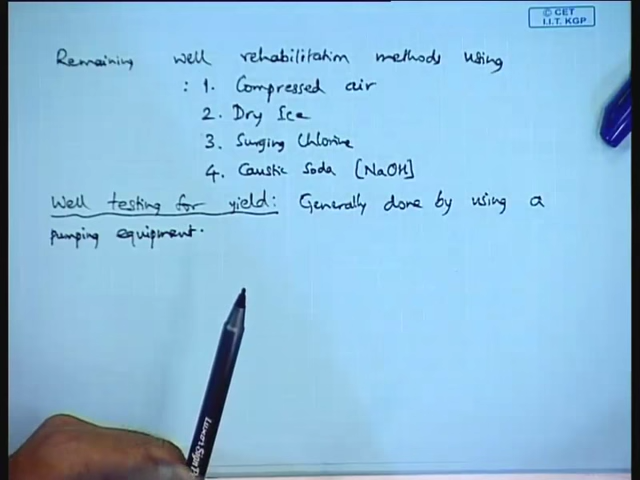 © CET
I.I.T. KGP
Remaining well rehabilitation methods using
: 1. Compressed air
2. Dry Ice
3. Surging Chlorine
4. Caustic Soda [NaOH]
Well testing for yield: Generally done by using a
pumping equipment.